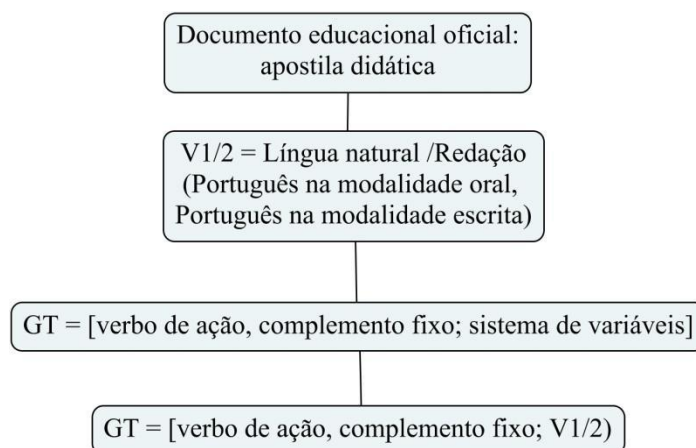 Documento educacional oficial:
apostila didática
V1/2 = Língua natural /Redação
(Português na modalidade oral,
Português na modalidade escrita)
GT = [verbo de ação, complemento fixo; sistema de variáveis]
GT = [verbo de ação, complemento fixo; V1/2)